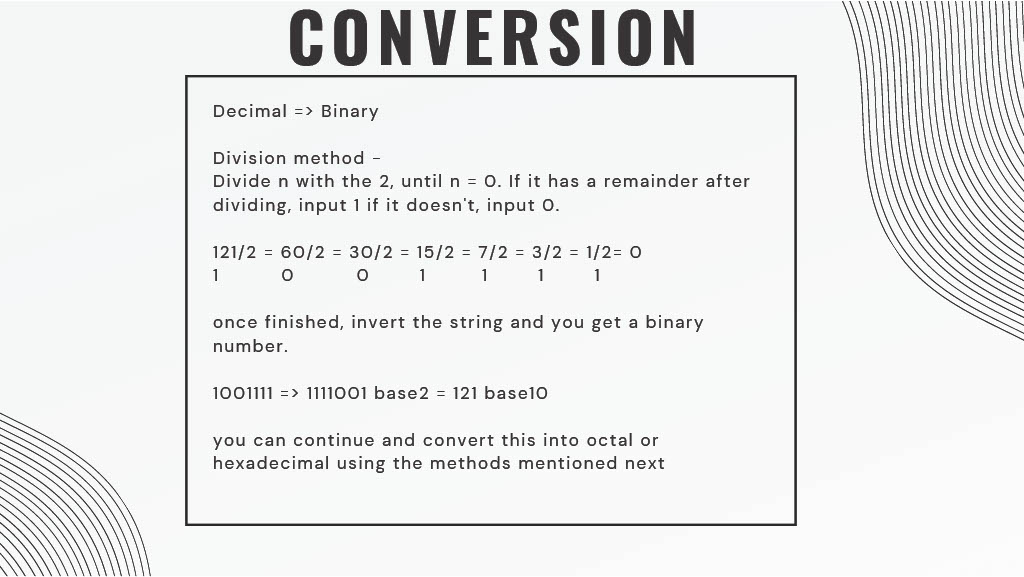 CONVERSION
Decimal => Binary
Division method -
Divide n with the 2, until n = 0. If it has a remainder after
dividing, input 1 if it doesn't, input 0.
121/2 = 60/2 = 30/2 = 15/2 = 7/2 = 3/2 = 1/2= 0
1 0 0 1 1 1 1
once finished, invert the string and you get a binary
number.
1001111 => 1111001 base2 = 121 base10
you can continue and convert this into octal or
hexadecimal using the methods mentioned next